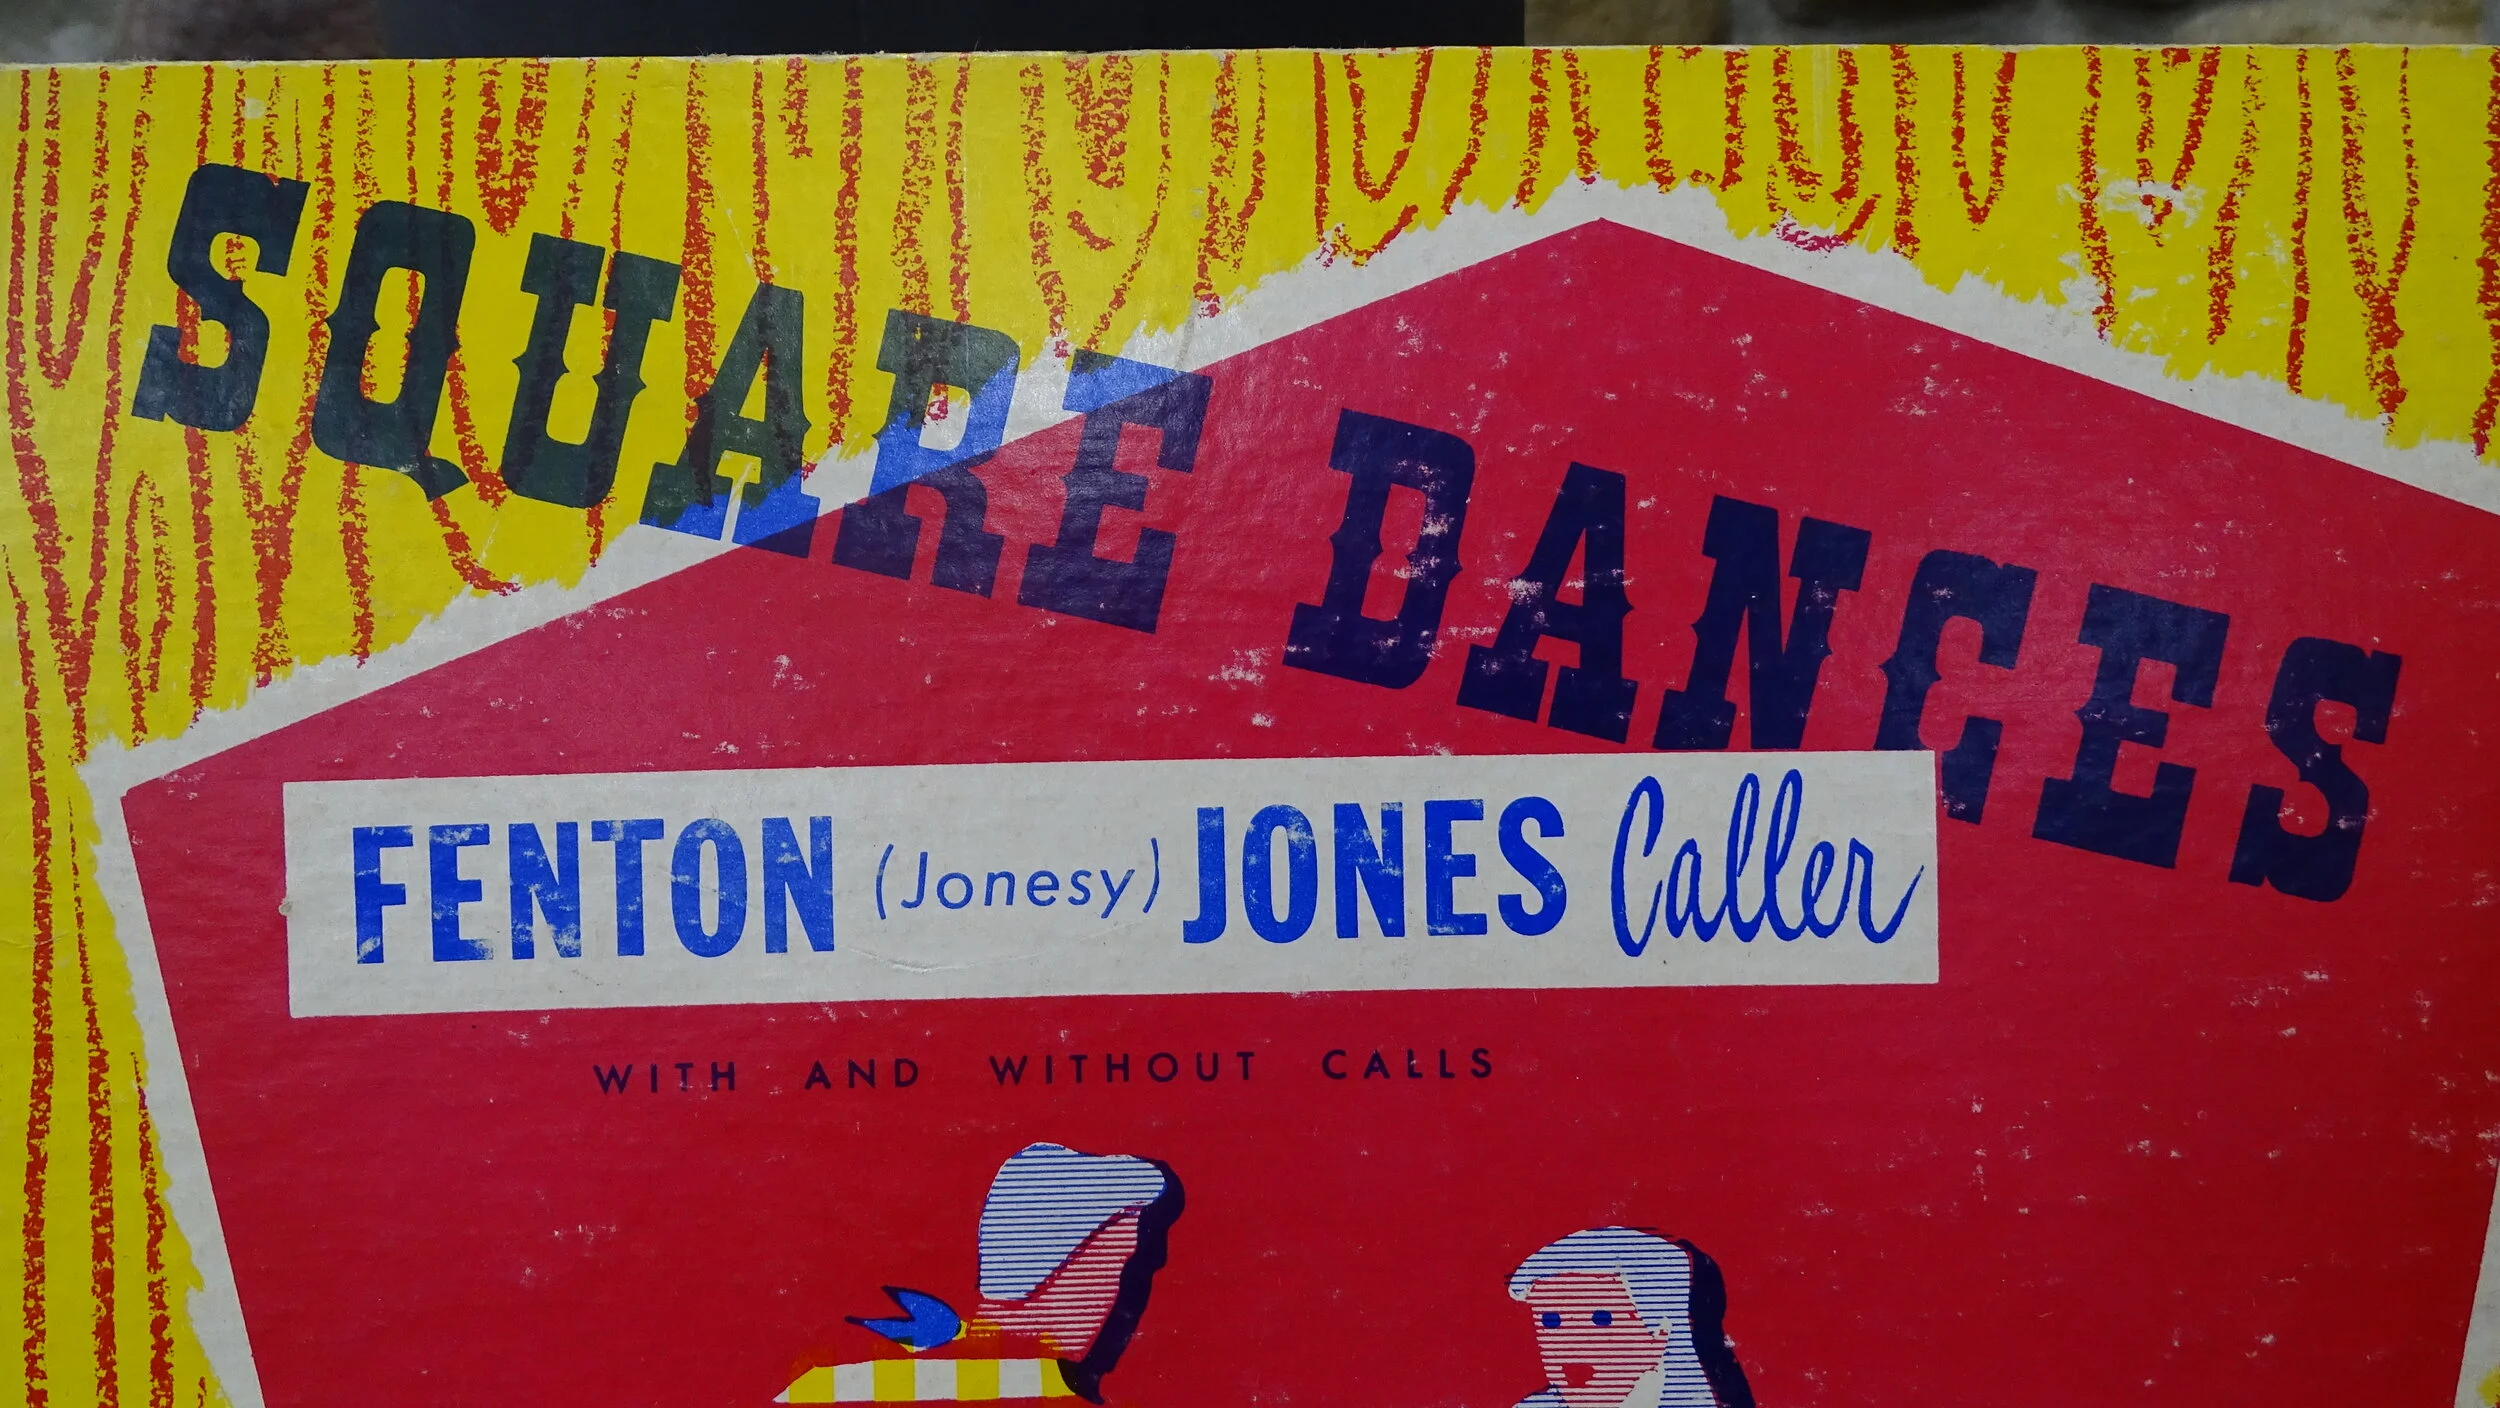 SQUARE DANCES
FENTON (Jonesy) JONES Caller
WITH AND WITHOUT CALLS